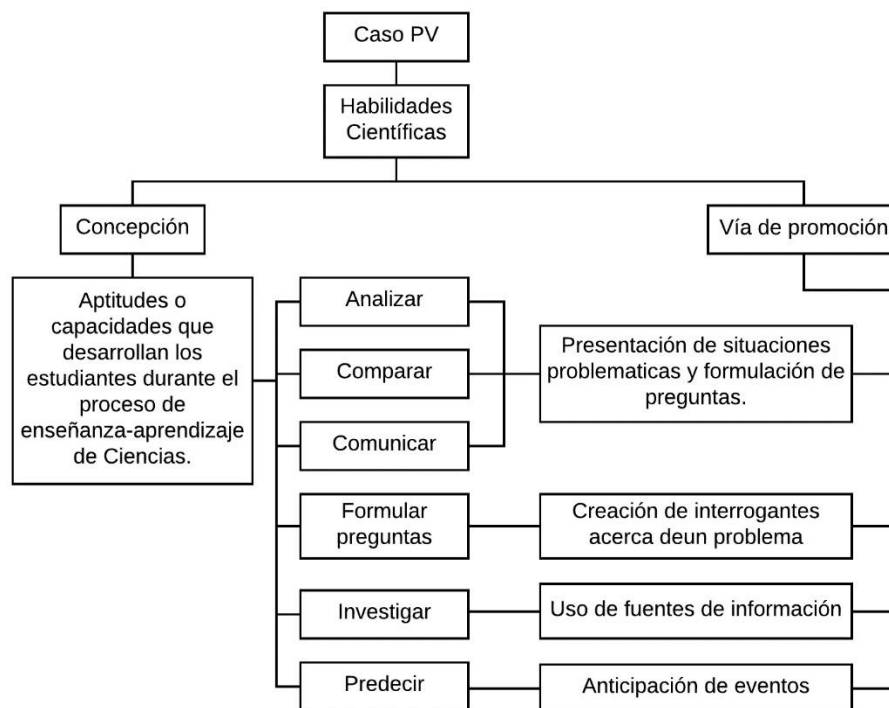 Caso PV
Habilidades
Científicas
Concepción
Vía de promoción
Aptitudes o
capacidades que
desarrollan los
estudiantes durante el
proceso de
enseñanza-aprendizaje
de Ciencias.
Analizar
Comparar
Comunicar
Presentación de situaciones
problematicas y formulación de
preguntas.
Formular
preguntas
Creación de interrogantes
acerca deun problema
Investigar
Uso de fuentes de información
Predecir
Anticipación de eventos